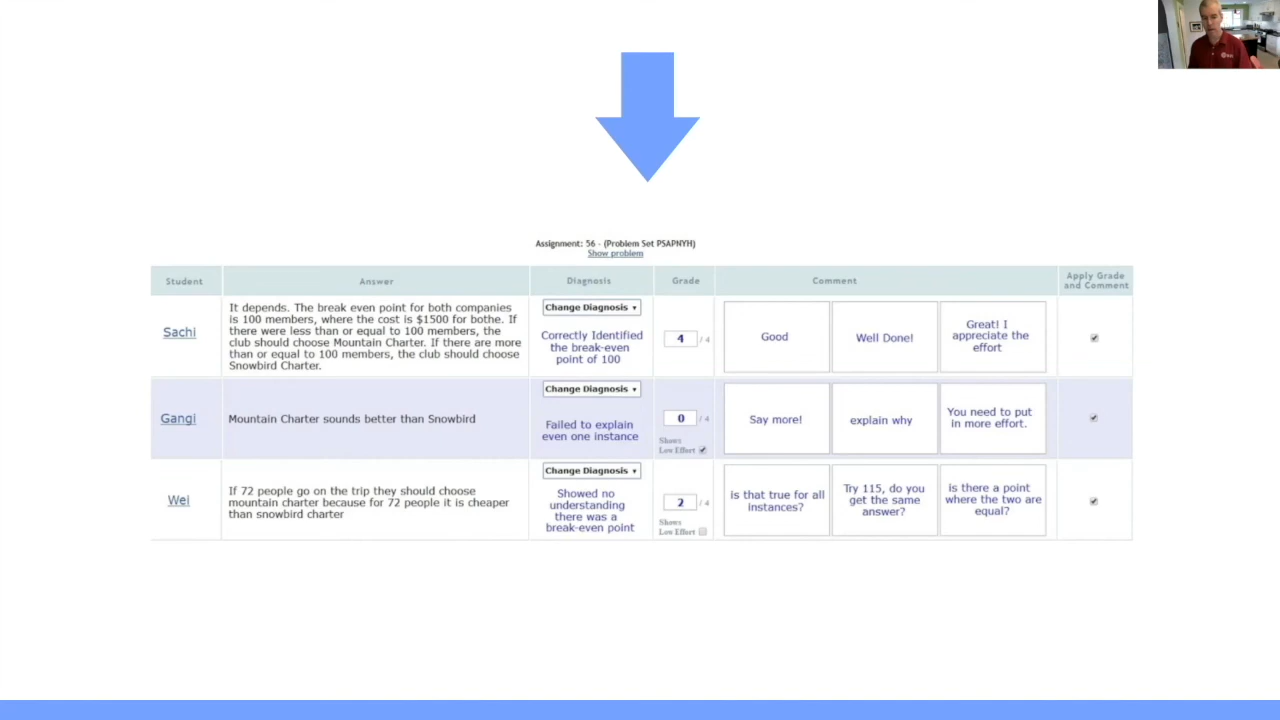 Assignment: 56 - (Problem Set PSAPNYH)
Show problem
Student
Answer
Diagnosis
Grade
Comment
Apply Grade
and Comment
Sachi
It depends. The break even point for both companies
is 100 members, where the cost is $1500 for bothe. If
there were less than or equal to 100 members, the
club should choose Mountain Charter. If there are more
than or equal to 100 members, the club should choose
Snowbird Charter.
Change Diagnosis ▾
Correctly Identified
the break-even
point of 100
4 / 4
Good
Well Done!
Great! I
appreciate the
effort
Gangi
Mountain Charter sounds better than Snowbird
Change Diagnosis ▾
Failed to explain
even one instance
0 / 4
Shows
Low Effort
Say more!
explain why
You need to put
in more effort.
Wei
If 72 people go on the trip they should choose
mountain charter because for 72 people it is cheaper
than snowbird charter
Change Diagnosis ▾
Showed no
understanding
there was a
break-even point
2 / 4
Shows
Low Effort
is that true for all
instances?
Try 115, do you
get the same
answer?
is there a point
where the two are
equal?